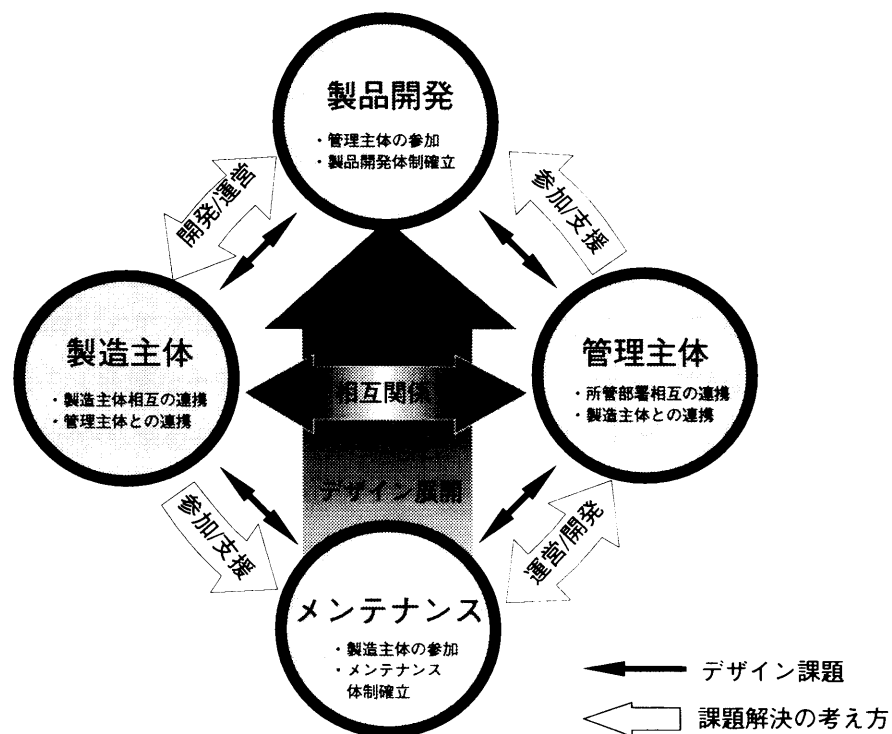 製品開発
・管理主体の参加
・製品開発体制確立
開発/運営
参加/支援
製造主体
・製造主体相互の連携
・管理主体との連携
相互関係
管理主体
・所管部署相互の連携
・製造主体との連携
デザイン展開
参加/支援
運営/開発
メンテナンス
・製造主体の参加
・メンテナンス
体制確立
デザイン課題
課題解決の考え方